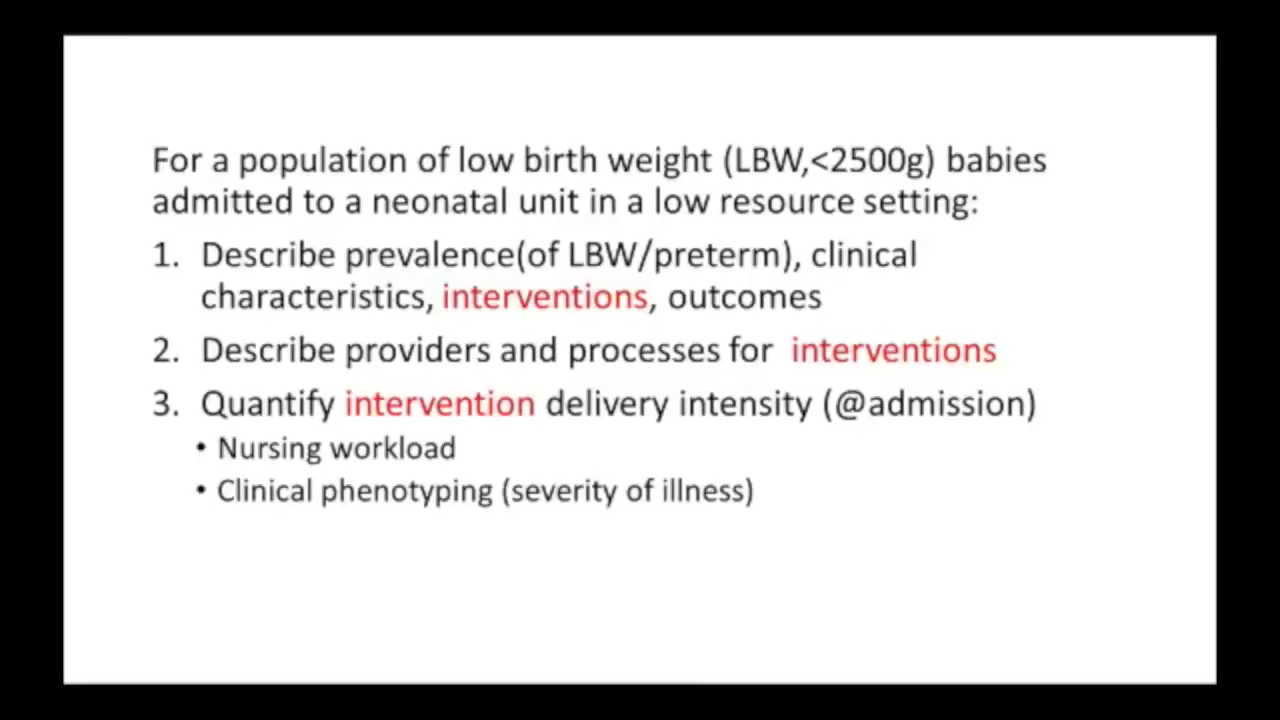 For a population of low birth weight (LBW,<2500g) babies
admitted to a neonatal unit in a low resource setting:
1. Describe prevalence(of LBW/preterm), clinical
characteristics, interventions, outcomes
2. Describe providers and processes for interventions
3. Quantify intervention delivery intensity (@admission)
• Nursing workload
• Clinical phenotyping (severity of illness)